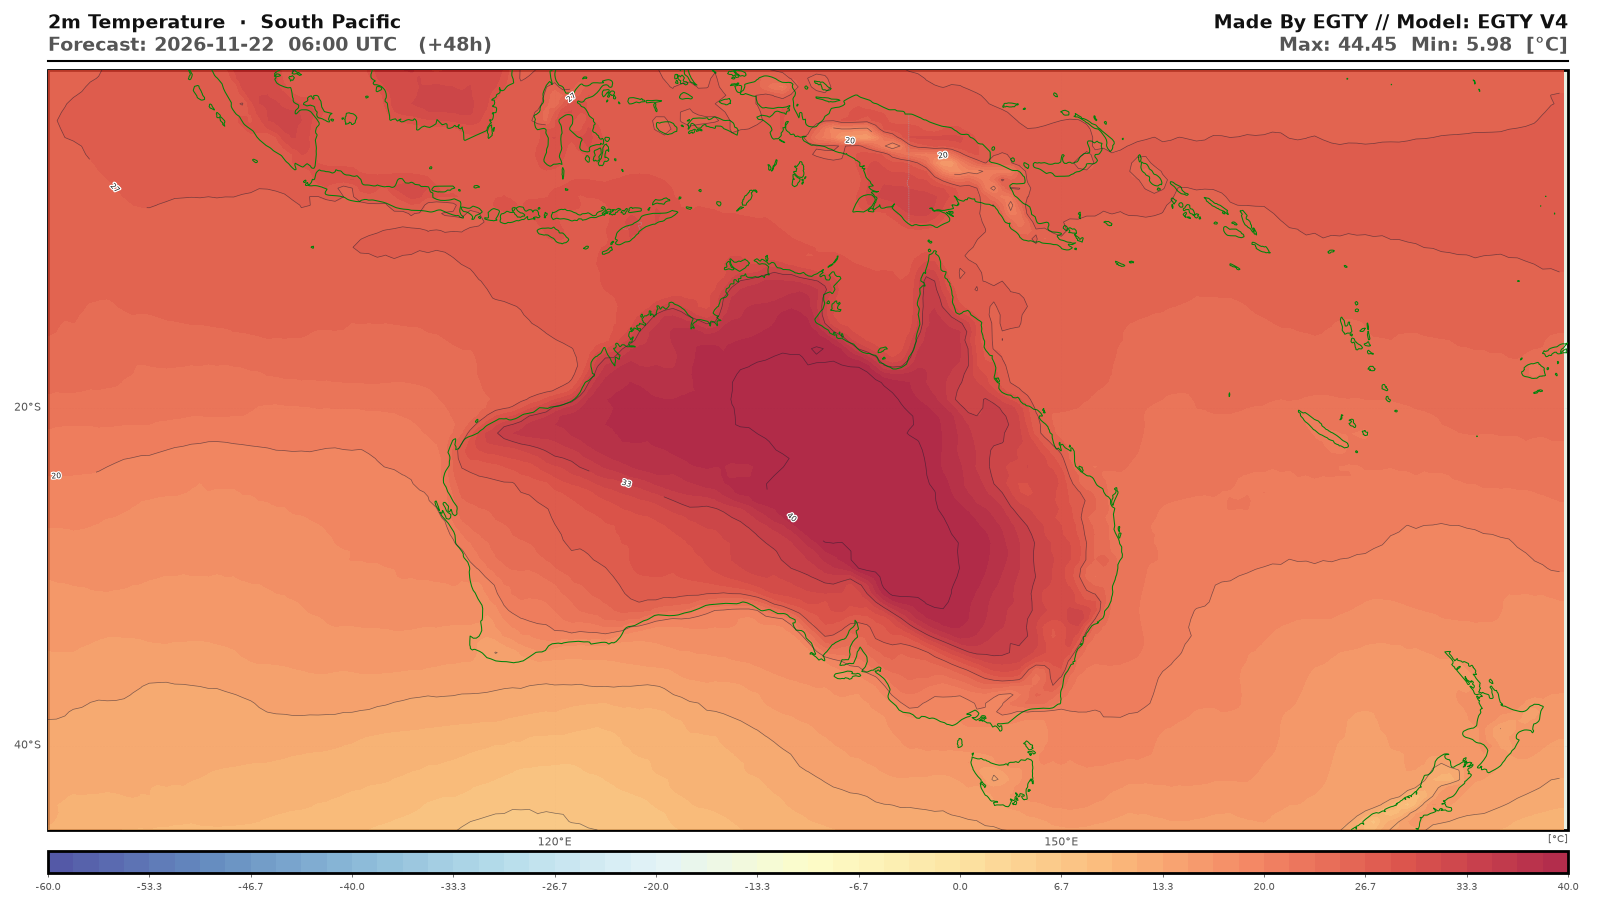 2m Temperature · South Pacific
Made By EGTY // Model: EGTY V4
Forecast: 2026-11-22 06:00 UTC (+48h)
Max: 44.45 Min: 5.98 [°C]
27
20
20
27
20°S
20
33
40
40°S
120°E
150°E
[°C]
-60.0 -53.3 -46.7 -40.0 -33.3 -26.7 -20.0 -13.3 -6.7 0.0 6.7 13.3 20.0 26.7 33.3 40.0